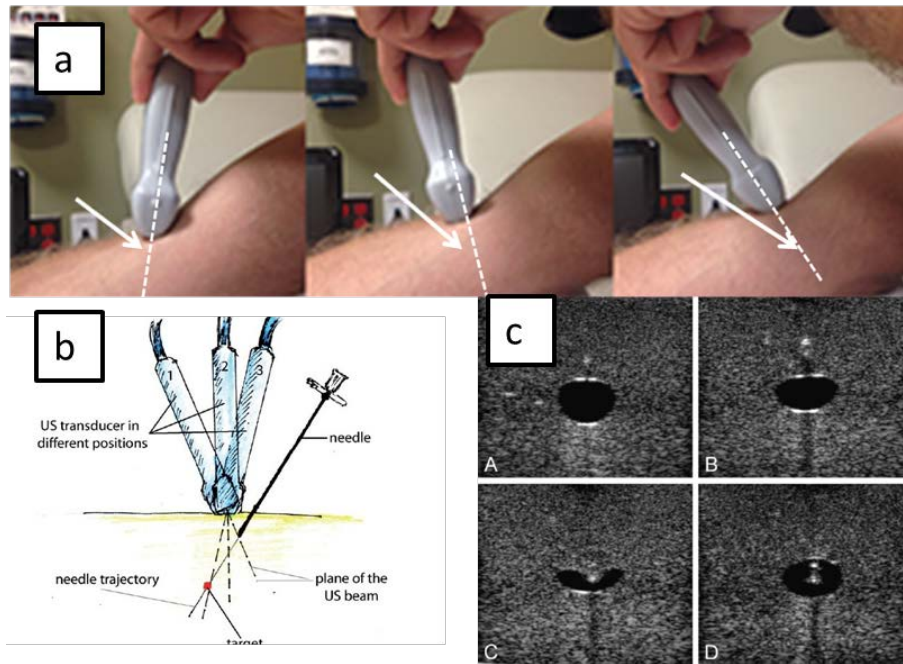 a
b
1
2
3
US transducer in
different positions
needle
needle trajectory
plane of the
US beam
target
c
A
B
C
D